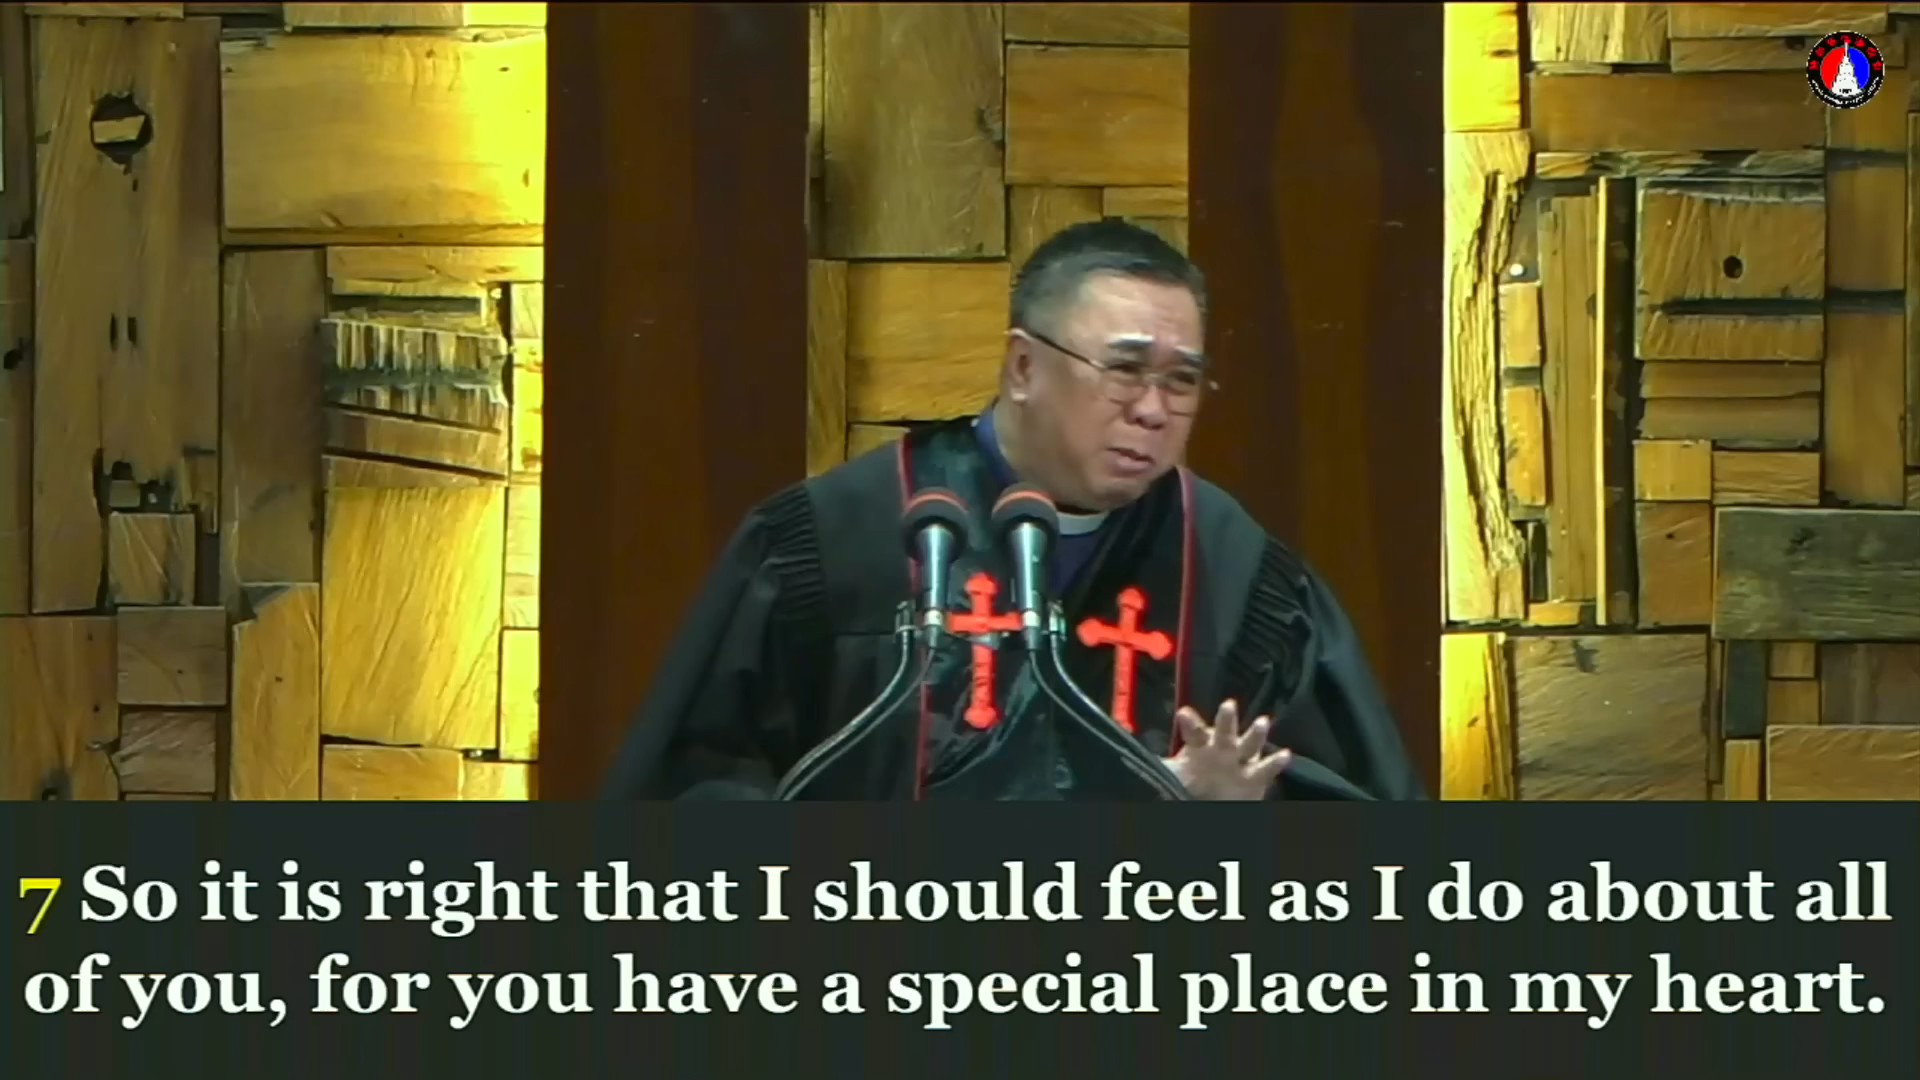 7 So it is right that I should feel as I do about all
of you, for you have a special place in my heart.